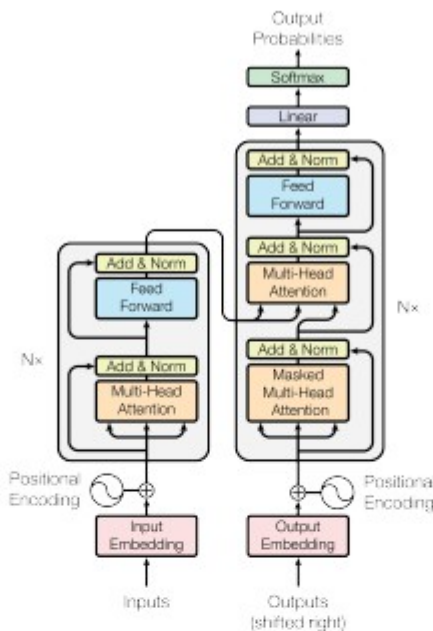 Output
Probabilities
Softmax
Linear
Add & Norm
Feed
Forward
Add & Norm
Multi-Head
Attention
Nx
Add & Norm
Masked
Multi-Head
Attention
Positional
Encoding
Output
Embedding
Outputs
(shifted right)
Add & Norm
Feed
Forward
Nx
Add & Norm
Multi-Head
Attention
Positional
Encoding
Input
Embedding
Inputs